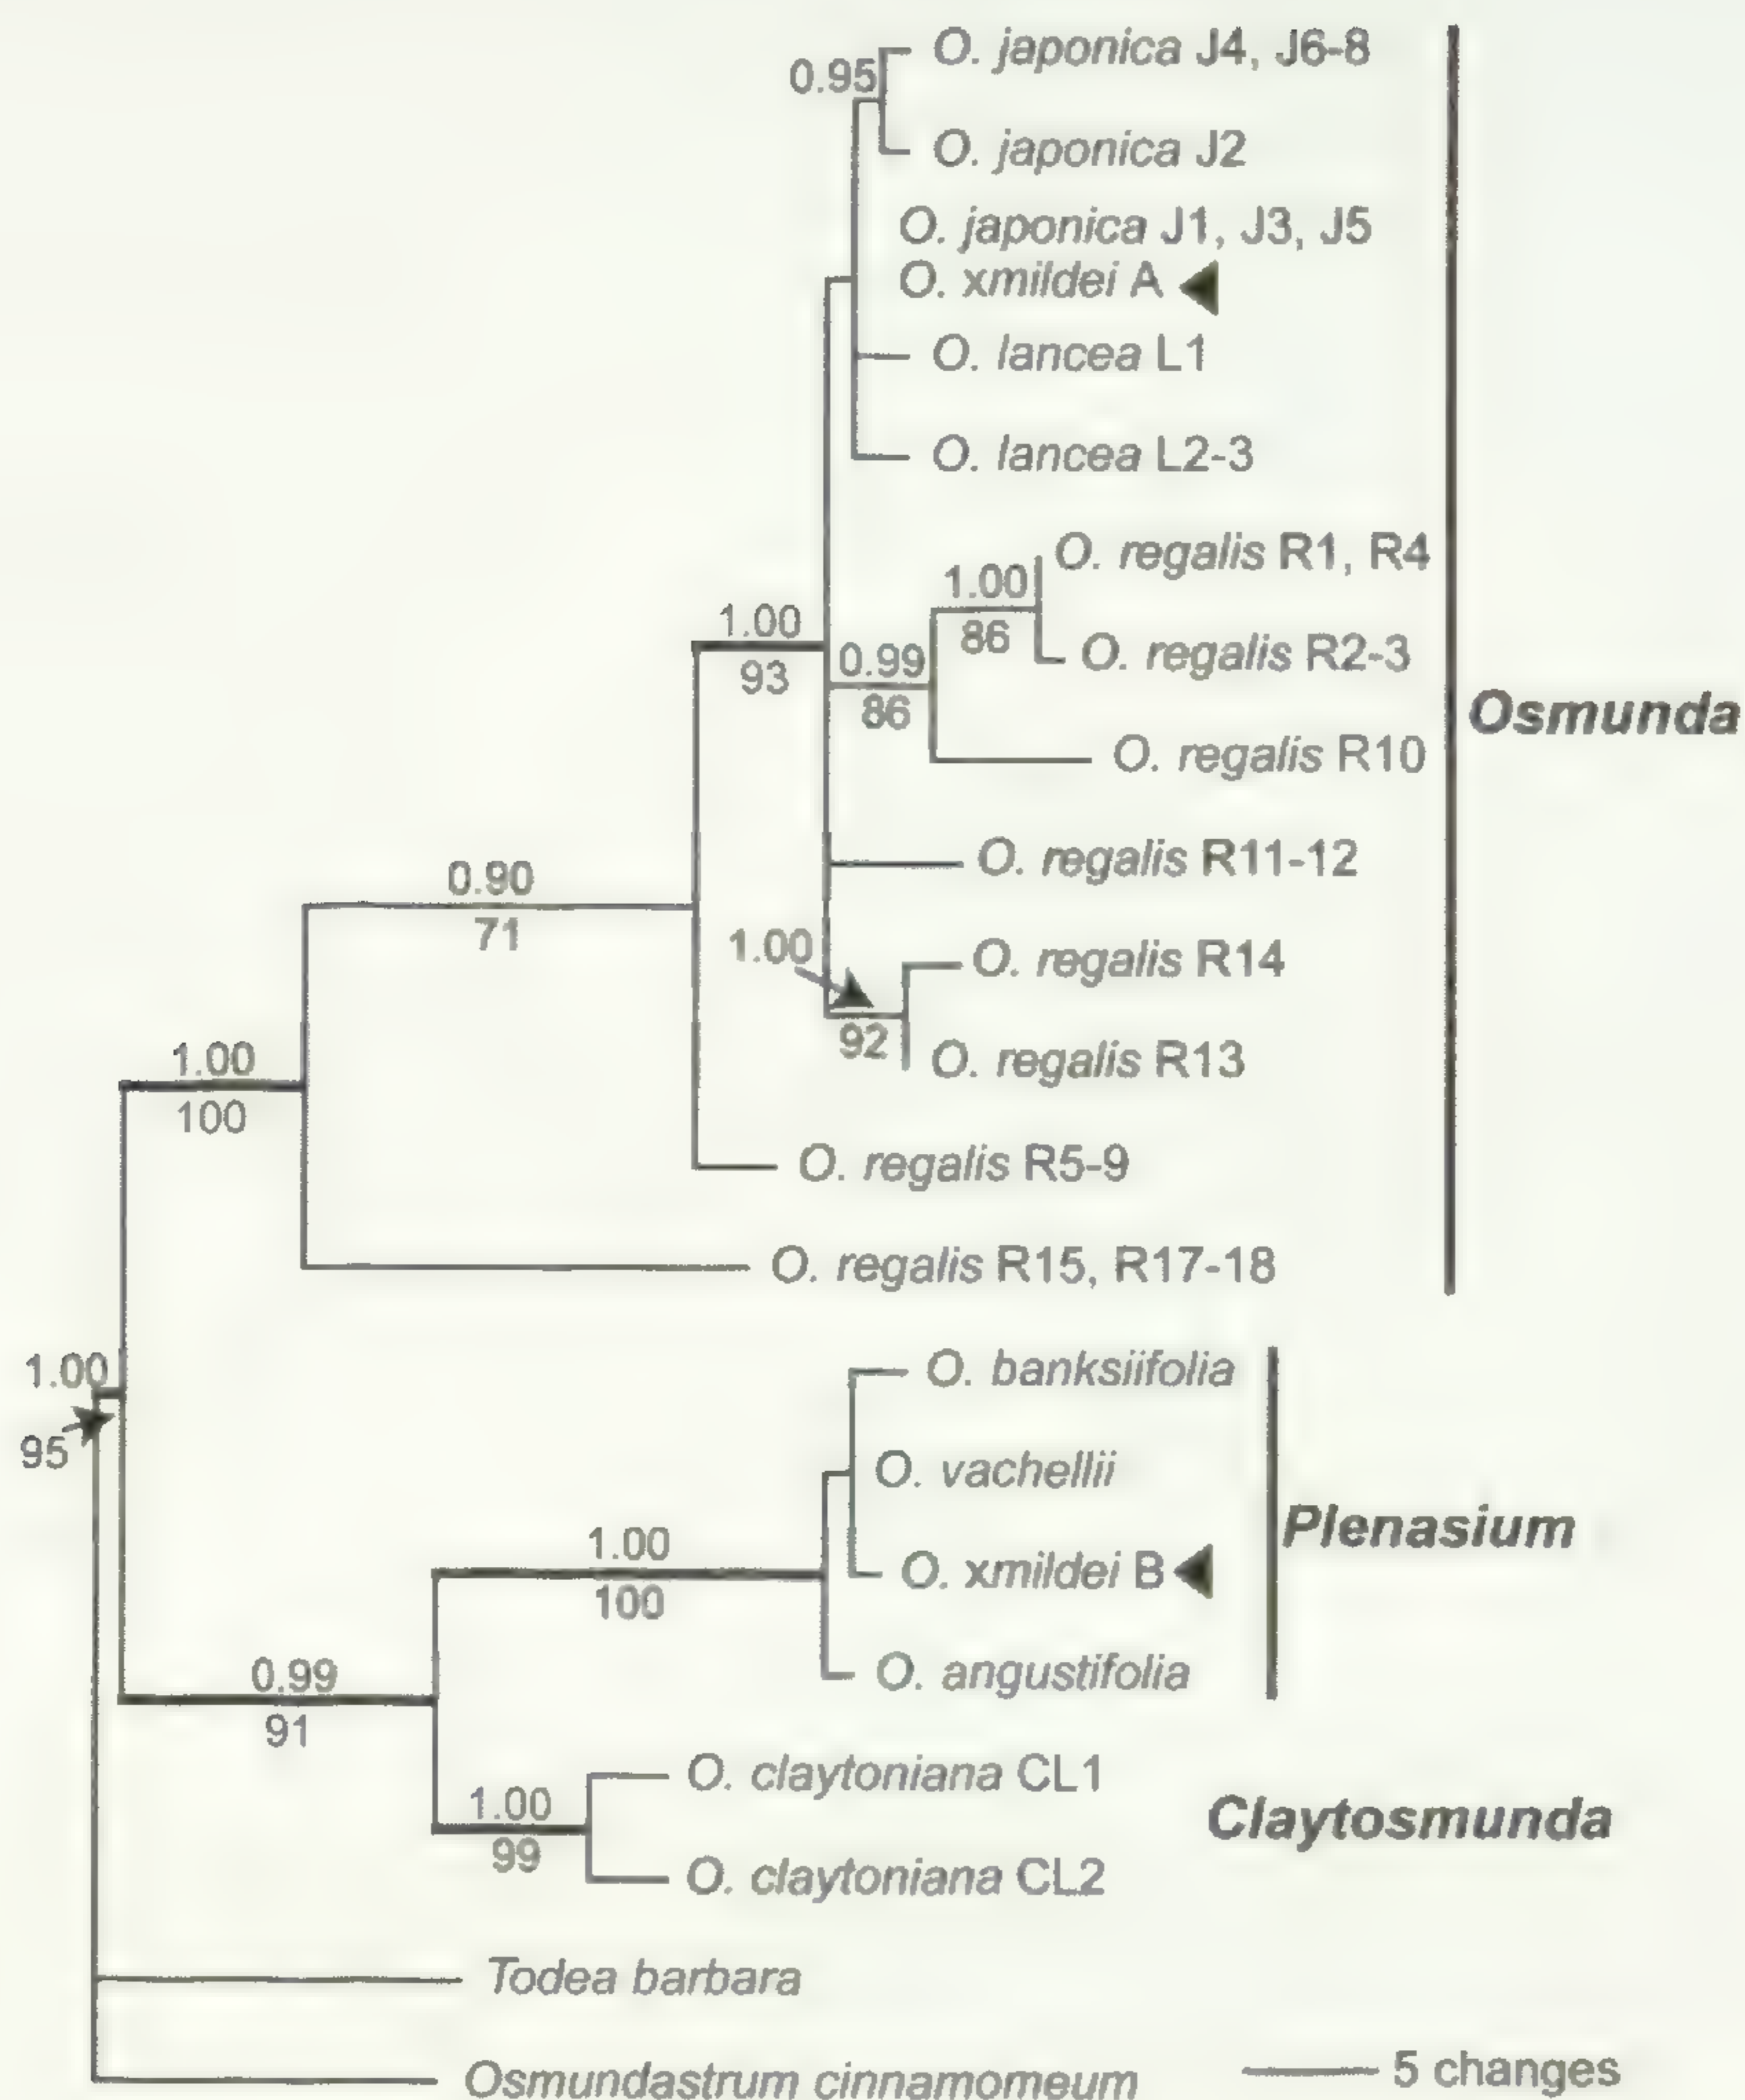 O. japonica J4, J6-8
0.95
O. japonica J2
O. japonica J1, J3, J5
O. xmildei A
O. lancea L1
O. lancea L2-3
O. regalis R1, R4
1.00
86
O. regalis R2-3
1.00
93
0.99
86
Osmunda
O. regalis R10
O. regalis R11-12
0.90
71
1.00
92
O. regalis R14
O. regalis R13
1.00
100
O. regalis R5-9
O. regalis R15, R17-18
1.00
95
O. banksiifolia
O. vachellii
Plenasium
1.00
100
O. xmildei B
O. angustifolia
0.99
91
O. claytoniana CL1
1.00
99
Claytosmunda
O. claytoniana CL2
Todea barbara
Osmundastrum cinnamomeum
5 changes